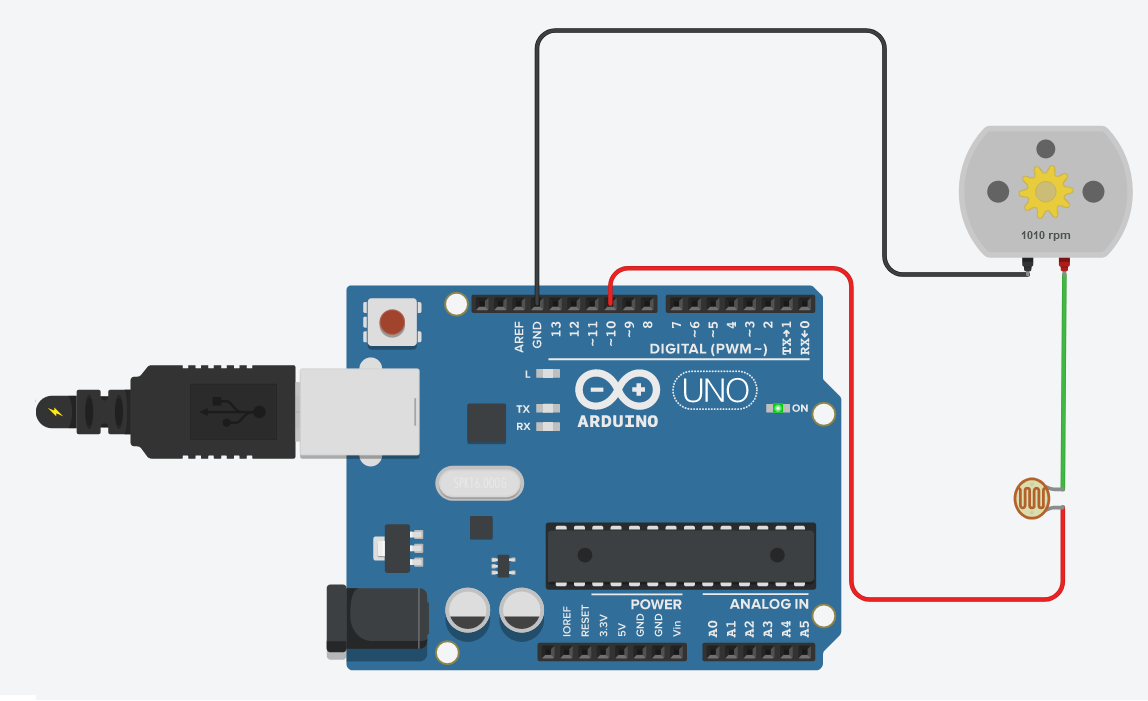 1010 rpm
AREF
GND
13
12
~11
~10
~9
8
7
~6
~5
4
~3
2
TX→1
RX←0
DIGITAL (PWM~)
L
TX
RX
UNO
ARDUINO
ON
SPK16.000G
POWER
ANALOG IN
IOREF
RESET
3.3V
5V
GND
GND
Vin
A0
A1
A2
A3
A4
A5